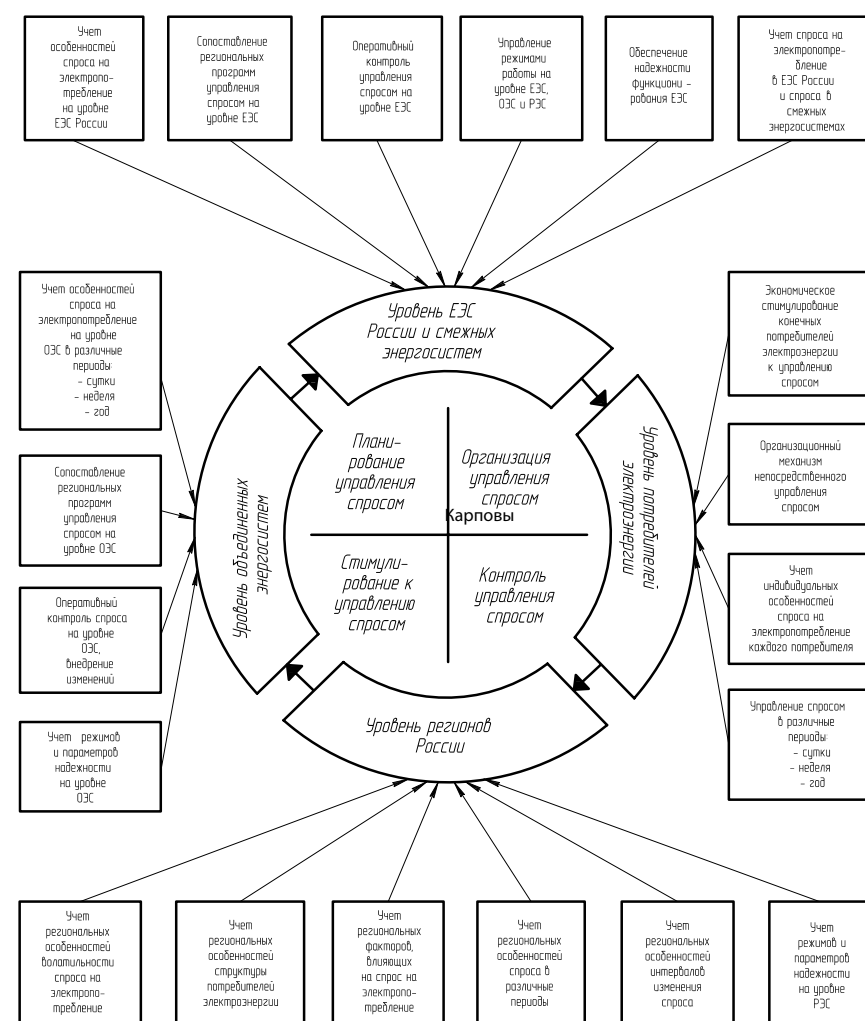 Учет
особенностей
спроса на
электропо-
требление
на уровне
ЕЭС России
Сопоставление
региональных
программ
управления
спросом на
уровне ЕЭС
Оперативный
контроль
управления
спросом на
уровне ЕЭС
Управление
режимами
работы на
уровне ЕЭС,
ОЭС и РЭС
Обеспечение
надежности
функциони - 
рования ЕЭС
Учет спроса на
электропотре-
бление
в ЕЭС России
и спроса в
смежных
энергосистемах
Учет особенностей
спроса на
электропотребление
на уровне
ОЭС в различные
периоды:
- сутки
- неделя
- год
Сопоставление
региональных
программ
управления
спросом на
уровне ОЭС
Оперативный
контроль спроса
на уровне
ОЭС,
внедрение
изменений
Учет режимов
и параметров
надежности
на уровне
ОЭС
Уровень ЕЭС
России и смежных
энергосистем
Уровень объединенных
энергосистем
Плани-
рование
управления
спросом
Организация
управления
спросом
Карповы
Стимули-
рование к
управлению
спросом
Контроль
управления
спросом
Уровень потребителей
электроэнергии
Уровень регионов
России
Экономическое
стимулирование
конечных
потребителей
электроэнергии
к управлению
спросом
Организационный
механизм
непосредственного
управления
спросом
Учет
индивидуальных
особенностей
спроса на
электропотребление
каждого потребителя
Управление спросом
в различные
периоды:
- сутки
- неделя
- год
Учет
региональных
особенностей
волатильности
спроса на
электропо-
требление
Учет
региональных
особенностей
структуры
потребителей
электроэнергии
Учет
региональных
факторов,
влияющих
на спрос на
электропо-
требление
Учет
региональных
особенностей
спроса в
различные
периоды
Учет
региональных
особенностей
интервалов
изменения
спроса
Учет
режимов и
параметров
надежности
на уровне
РЭС